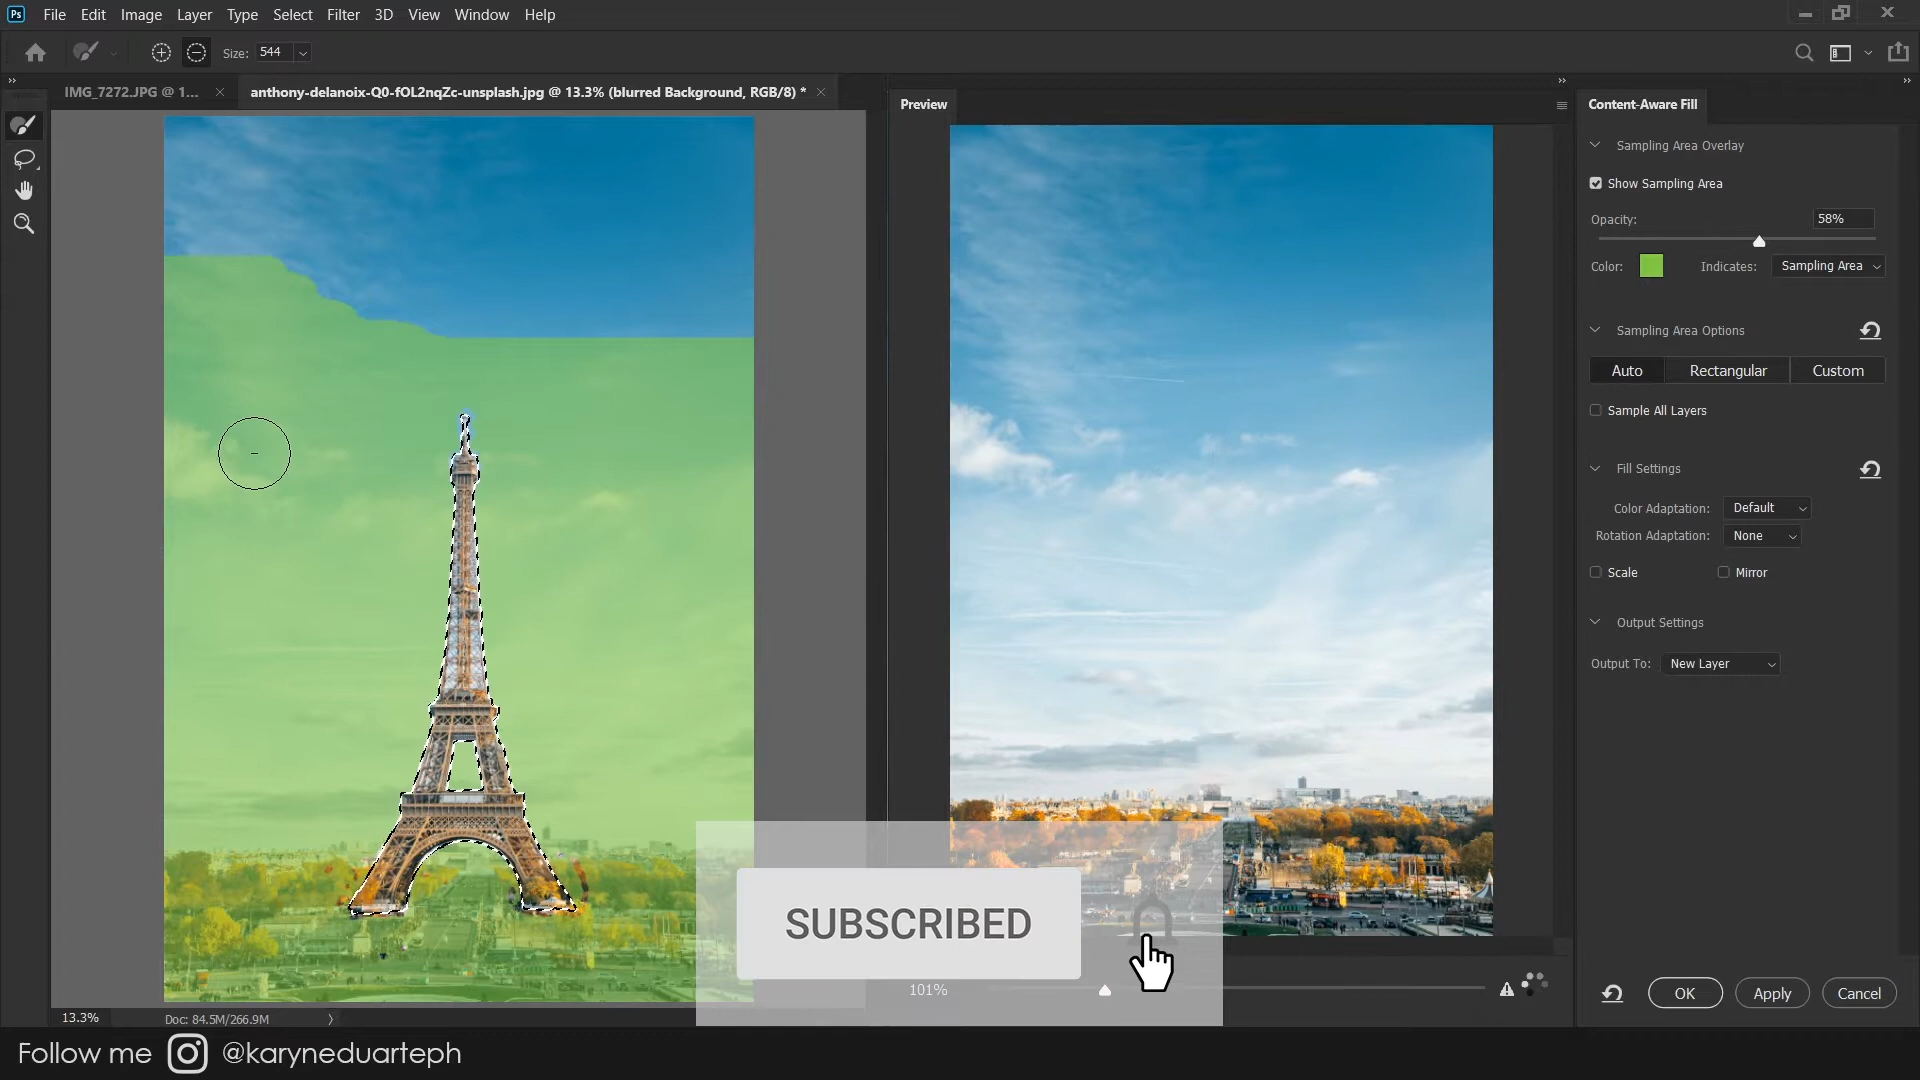 Ps File Edit Image Layer Type Select Filter 3D View Window Help
Size: 544
IMG_7272.JPG @ 1... × anthony-delanoix-Q0-fOL2nqZc-unsplash.jpg @ 13.3% (blurred Background, RGB/8) * ×
Preview
Content-Aware Fill
Sampling Area Overlay
Show Sampling Area
Opacity: 58%
Color: Indicates: Sampling Area
Sampling Area Options
Auto Rectangular Custom
Sample All Layers
Fill Settings
Color Adaptation: Default
Rotation Adaptation: None
Scale Mirror
Output Settings
Output To: New Layer
SUBSCRIBED
101%
OK Apply Cancel
13.3% Doc: 84.5M/266.9M
Follow me @karyneduarteph